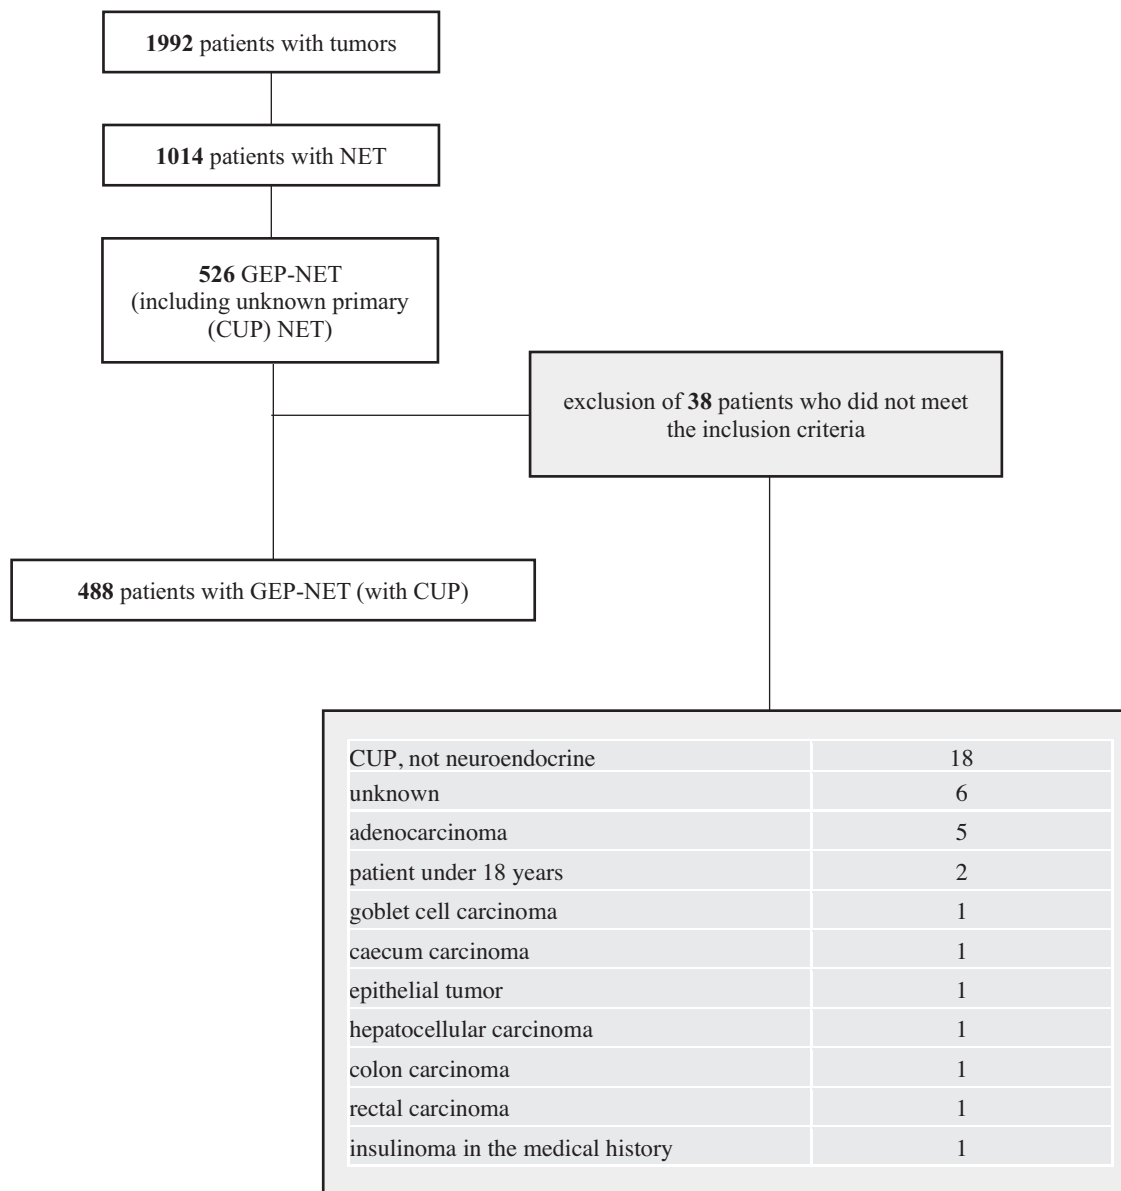 1992 patients with tumors
1014 patients with NET
526 GEP-NET
(including unknown primary
(CUP) NET)
exclusion of 38 patients who did not meet
the inclusion criteria
488 patients with GEP-NET (with CUP)
CUP, not neuroendocrine 18
unknown 6
adenocarcinoma 5
patient under 18 years 2
goblet cell carcinoma 1
caecum carcinoma 1
epithelial tumor 1
hepatocellular carcinoma 1
colon carcinoma 1
rectal carcinoma 1
insulinoma in the medical history 1